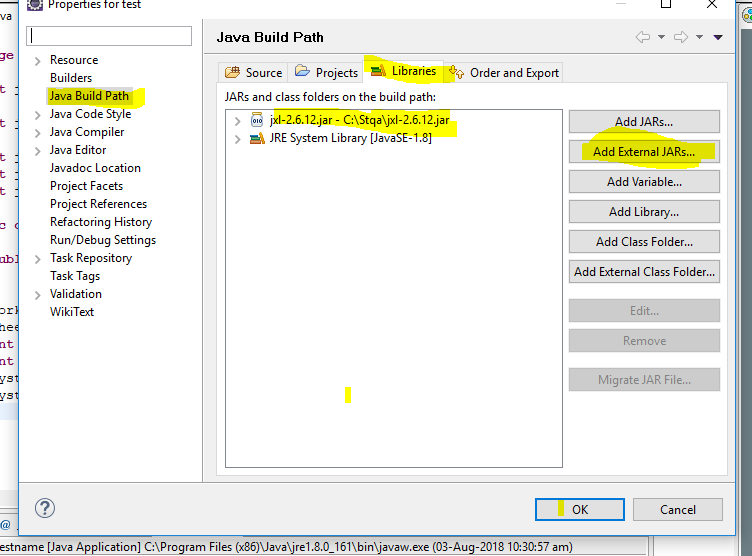 Properties for test
Java Build Path
Resource
Builders
Java Build Path
Java Code Style
Java Compiler
Java Editor
Javadoc Location
Project Facets
Project References
Refactoring History
Run/Debug Settings
Task Repository
Task Tags
Validation
WikiText
Source
Projects
Libraries
Order and Export
JARs and class folders on the build path:
jxl-2.6.12.jar - C:\Stqa\jxl-2.6.12.jar
JRE System Library [JavaSE-1.8]
Add JARs...
Add External JARs...
Add Variable...
Add Library...
Add Class Folder...
Add External Class Folder...
Edit...
Remove
Migrate JAR File...
?
OK
Cancel
@
estname [Java Application] C:\Program Files (x86)\Java\jre1.8.0_161\bin\javaw.exe (03-Aug-2018 10:30:57 am)